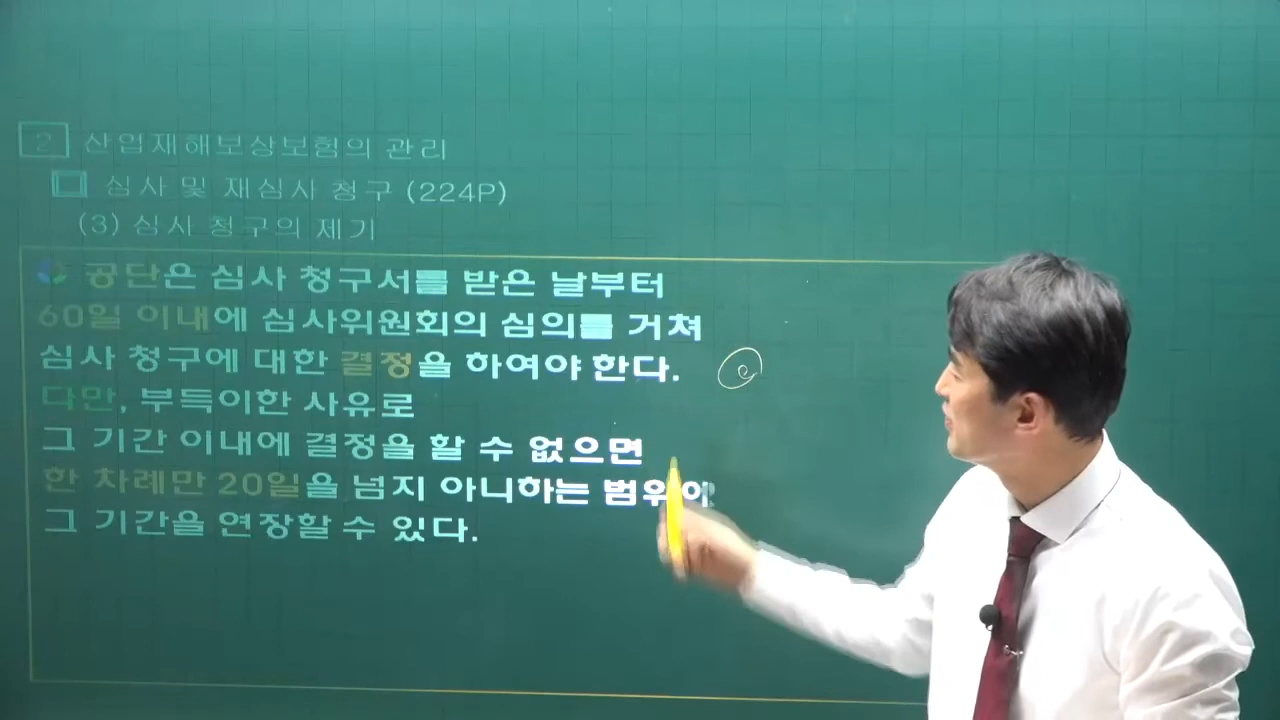 2 산업재해보상보험의 관리
심사 및 재심사 청구 (224P)
(3) 심사 청구의 제기
공단은 심사 청구서를 받은 날부터
60일 이내에 심사위원회의 심의를 거쳐
심사 청구에 대한 결정을 하여야 한다.
다만, 부득이한 사유로
그 기간 이내에 결정을 할 수 없으면
한 차례만 20일을 넘지 아니하는 범위에
그 기간을 연장할 수 있다.